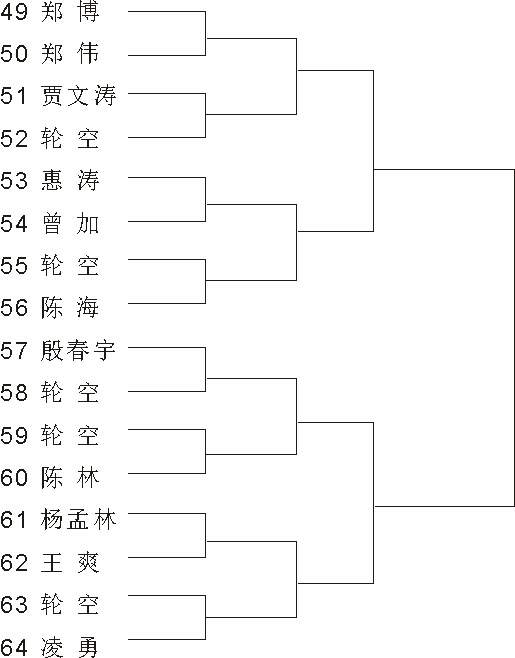 49 郑 博
50 郑 伟
51 贾文涛
52 轮 空
53 惠 涛
54 曾 加
55 轮 空
56 陈 海
57 殷春宇
58 轮 空
59 轮 空
60 陈 林
61 杨孟林
62 王 爽
63 轮 空
64 凌 勇